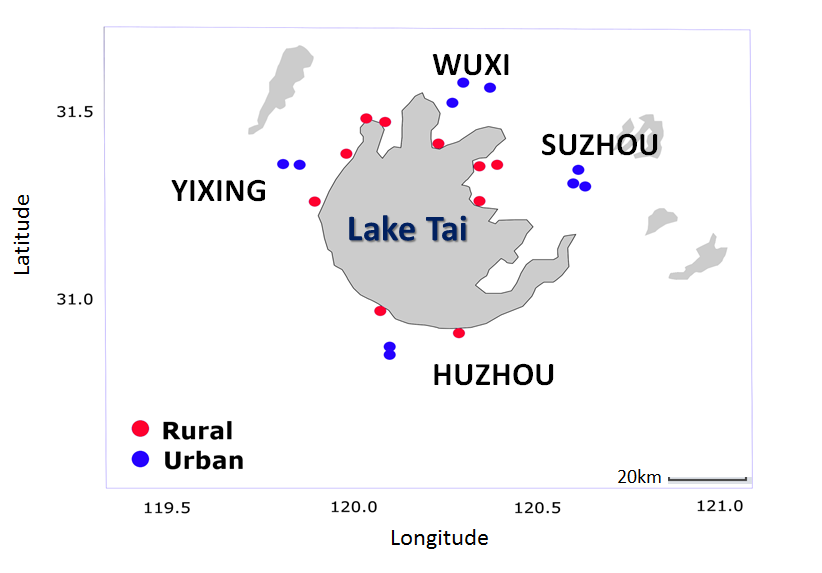 WUXI
31.5
SUZHOU
YIXING
Lake Tai
Latitude
31.0
HUZHOU
Rural
Urban
20km
119.5
120.0
120.5
121.0
Longitude